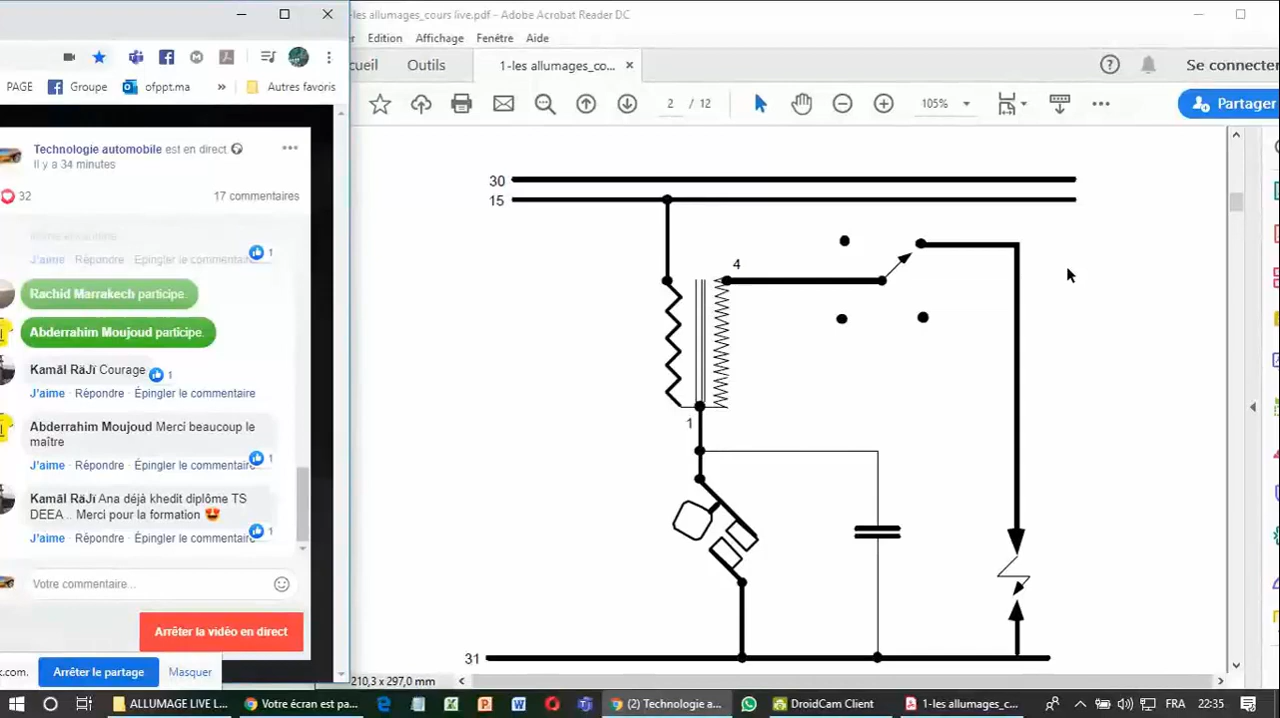 -les allumages_cours live.pdf - Adobe Acrobat Reader DC
Edition Affichage Fenêtre Aide
cueil Outils 1-les allumages_co... × Se connecter
2 / 12 105% Partager
PAGE Groupe ofppt.ma » Autres favoris
Technologie automobile est en direct
Il y a 34 minutes
32 17 commentaires
J'aime · Répondre · Épingler le commentaire 1
Rachid Marrakech participe.
Abderrahim Moujoud participe.
Kamāl RäJï Courage 1
J'aime · Répondre · Épingler le commentaire
Abderrahim Moujoud Merci beaucoup le
maître
J'aime · Répondre · Épingler le commentaire 1
Kamāl RäJï Ana déjà khedit diplôme TS
DEEA .. Merci pour la formation 😍
J'aime · Répondre · Épingler le commentaire 1
Votre commentaire...
Arrêter la vidéo en direct
k.com. Arrêter le partage Masquer
30
15
4
1
31
210,3 x 297,0 mm
ALLUMAGE LIVE L... Votre écran est pa... (2) Technologie a... DroidCam Client 1-les allumages_co... FRA 22:35